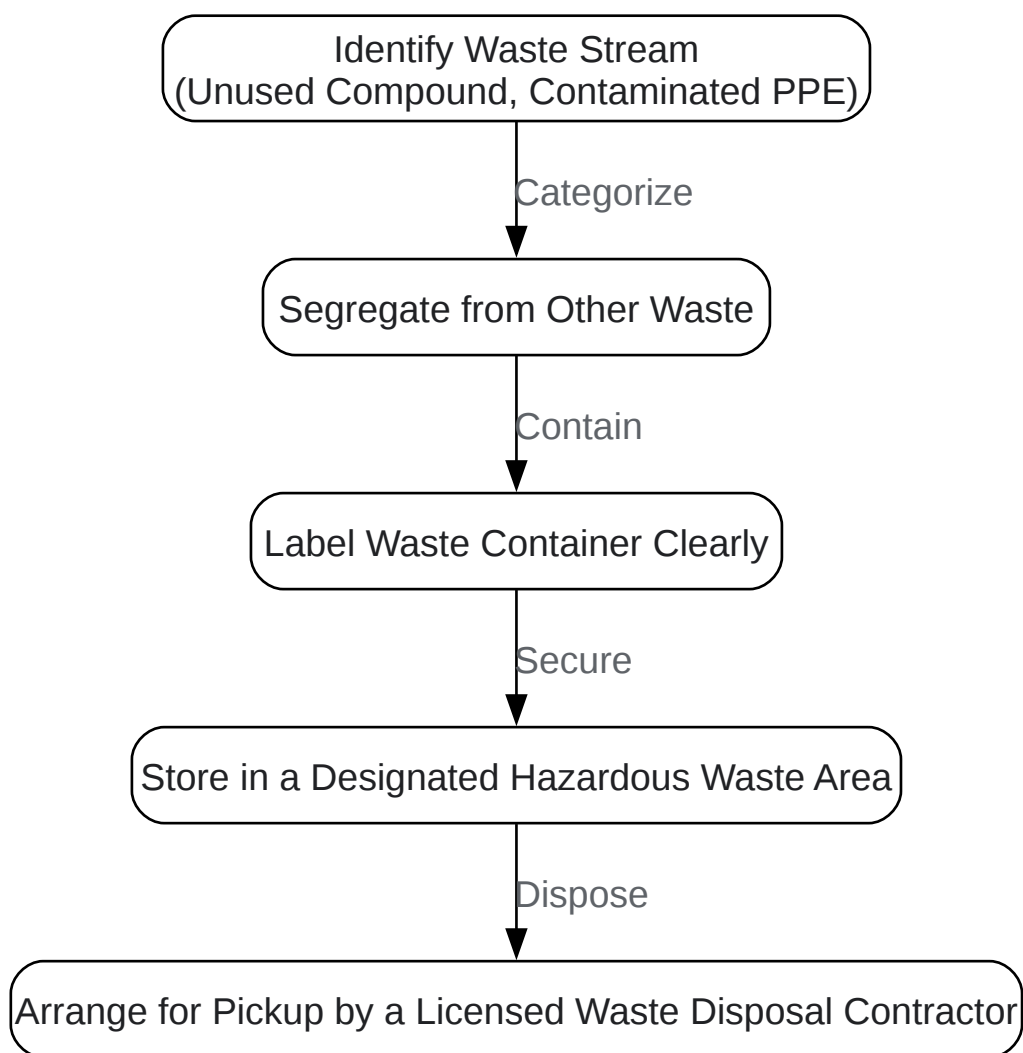 Identify Waste Stream
(Unused Compound, Contaminated PPE)
Categorize
Segregate from Other Waste
Contain
Label Waste Container Clearly
Secure
Store in a Designated Hazardous Waste Area
Dispose
Arrange for Pickup by a Licensed Waste Disposal Contractor